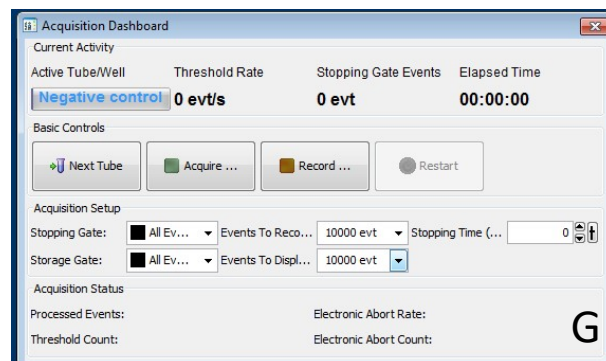 Acquisition Dashboard
Current Activity
Active Tube/Well Threshold Rate Stopping Gate Events Elapsed Time
Negative control 0 evt/s 0 evt 00:00:00
Basic Controls
Next Tube Acquire ... Record ... Restart
Acquisition Setup
Stopping Gate: All Ev... Events To Reco... 10000 evt Stopping Time (... 0
Storage Gate: All Ev... Events To Displ... 10000 evt
Acquisition Status
Processed Events: Electronic Abort Rate:
Threshold Count: Electronic Abort Count:
G